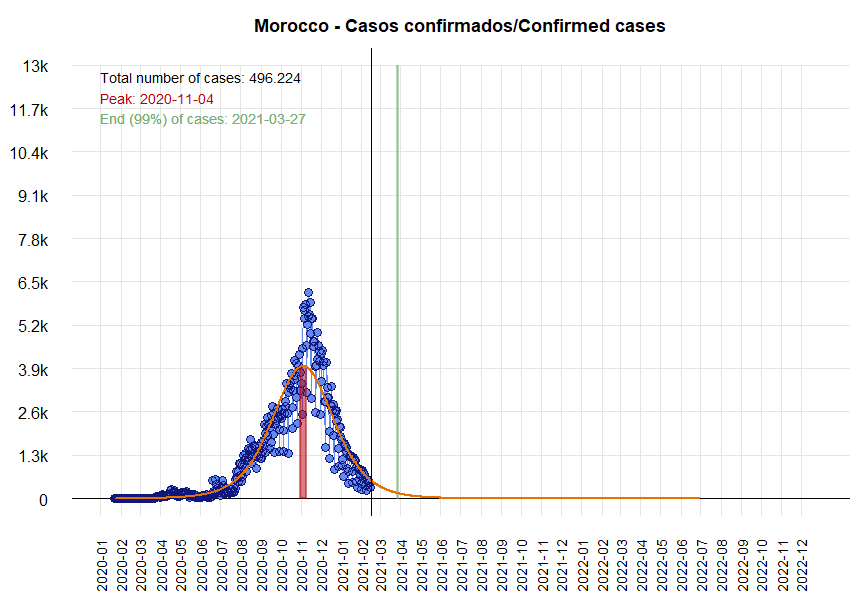 Morocco - Casos confirmados/Confirmed cases
13k
Total number of cases: 496.224
Peak: 2020-11-04
11.7k
End (99%) of cases: 2021-03-27
10.4k
9.1k
7.8k
6.5k
5.2k
3.9k
2.6k
1.3k
0
2020-01
2020-02
2020-03
2020-04
2020-05
2020-06
2020-07
2020-08
2020-09
2020-10
2020-11
2020-12
2021-01
2021-02
2021-03
2021-04
2021-05
2021-06
2021-07
2021-08
2021-09
2021-10
2021-11
2021-12
2022-01
2022-02
2022-03
2022-04
2022-05
2022-06
2022-07
2022-08
2022-09
2022-10
2022-11
2022-12